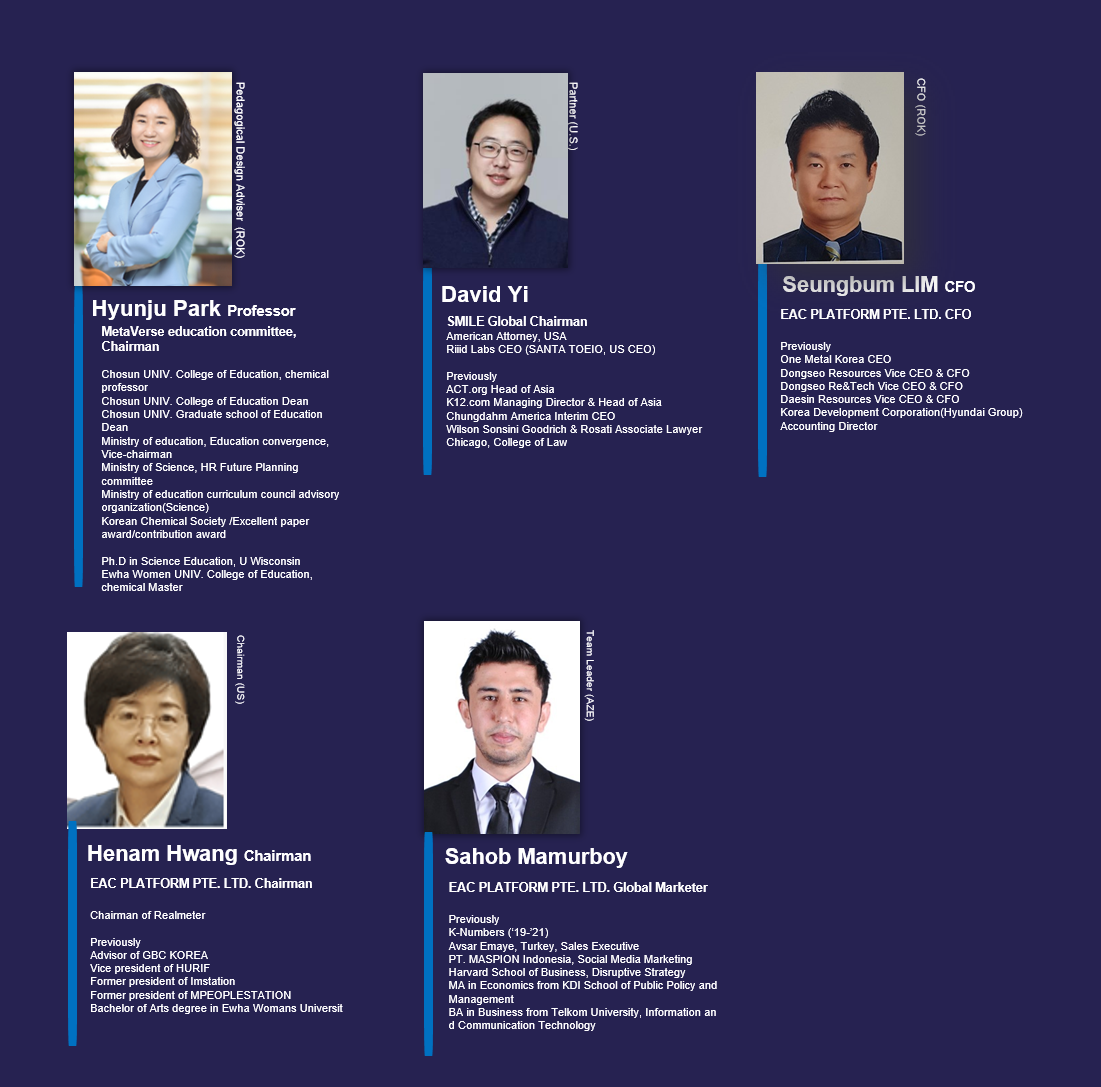 Pedagogical Design Adviser (ROK)
Hyunju Park Professor
MetaVerse education committee,
Chairman
Chosun UNIV. College of Education, chemical
professor
Chosun UNIV. College of Education Dean
Chosun UNIV. Graduate school of Education
Dean
Ministry of education, Education convergence,
Vice-chairman
Ministry of Science, HR Future Planning
committee
Ministry of education curriculum council advisory
organization(Science)
Korean Chemical Society /Excellent paper
award/contribution award
Ph.D in Science Education, U Wisconsin
Ewha Women UNIV. College of Education,
chemical Master
Partner (U.S.)
David Yi
SMILE Global Chairman
American Attorney, USA
Riiid Labs CEO (SANTA TOEIO, US CEO)
Previously
ACT.org Head of Asia
K12.com Managing Director & Head of Asia
Chungdahm America Interim CEO
Wilson Sonsini Goodrich & Rosati Associate Lawyer
Chicago, College of Law
CFO (ROK)
Seungbum LIM CFO
EAC PLATFORM PTE. LTD. CFO
Previously
One Metal Korea CEO
Dongseo Resources Vice CEO & CFO
Dongseo Re&Tech Vice CEO & CFO
Daesin Resources Vice CEO & CFO
Korea Development Corporation(Hyundai Group)
Accounting Director
Chairman (US)
Henam Hwang Chairman
EAC PLATFORM PTE. LTD. Chairman
Chairman of Realmeter
Previously
Advisor of GBC KOREA
Vice president of HURIF
Former president of Imstation
Former president of MPEOPLESTATION
Bachelor of Arts degree in Ewha Womans Universit
Team Leader (AZE)
Sahob Mamurboy
EAC PLATFORM PTE. LTD. Global Marketer
Previously
K-Numbers (‘19-’21)
Avsar Emaye, Turkey, Sales Executive
PT. MASPION Indonesia, Social Media Marketing
Harvard School of Business, Disruptive Strategy
MA in Economics from KDI School of Public Policy and
Management
BA in Business from Telkom University, Information an
d Communication Technology